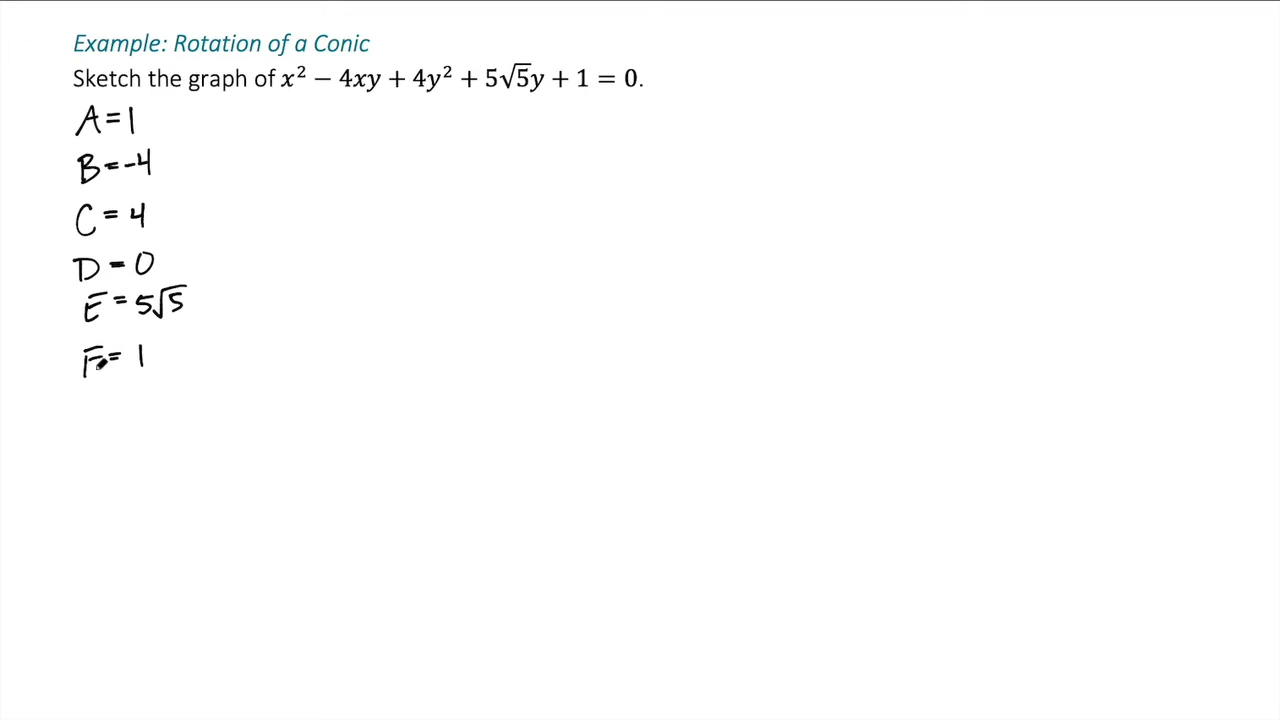 Example: Rotation of a Conic
Sketch the graph of x² − 4xy + 4y² + 5√5y + 1 = 0.
A = 1
B = -4
C = 4
D = 0
E = 5√5
F = 1